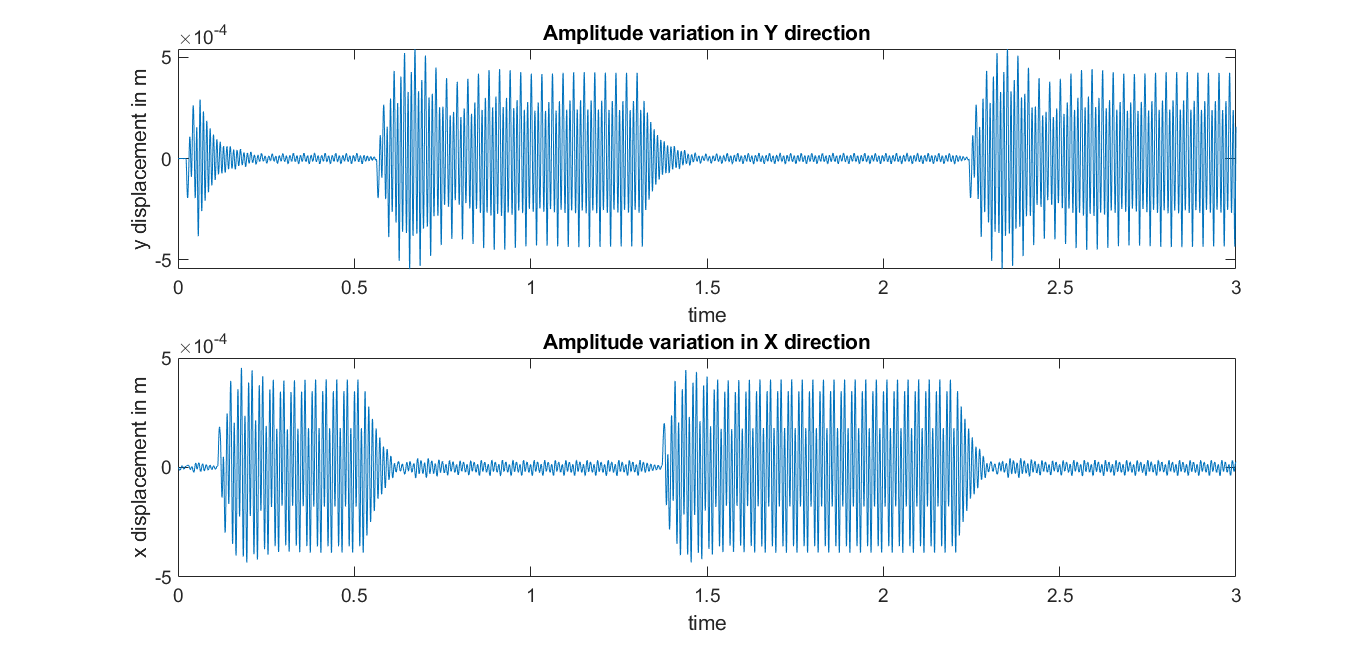 Amplitude variation in Y direction
×10-4
5
0
-5
y displacement in m
0 0.5 1 1.5 2 2.5 3
time
Amplitude variation in X direction
×10-4
5
0
-5
x displacement in m
0 0.5 1 1.5 2 2.5 3
time